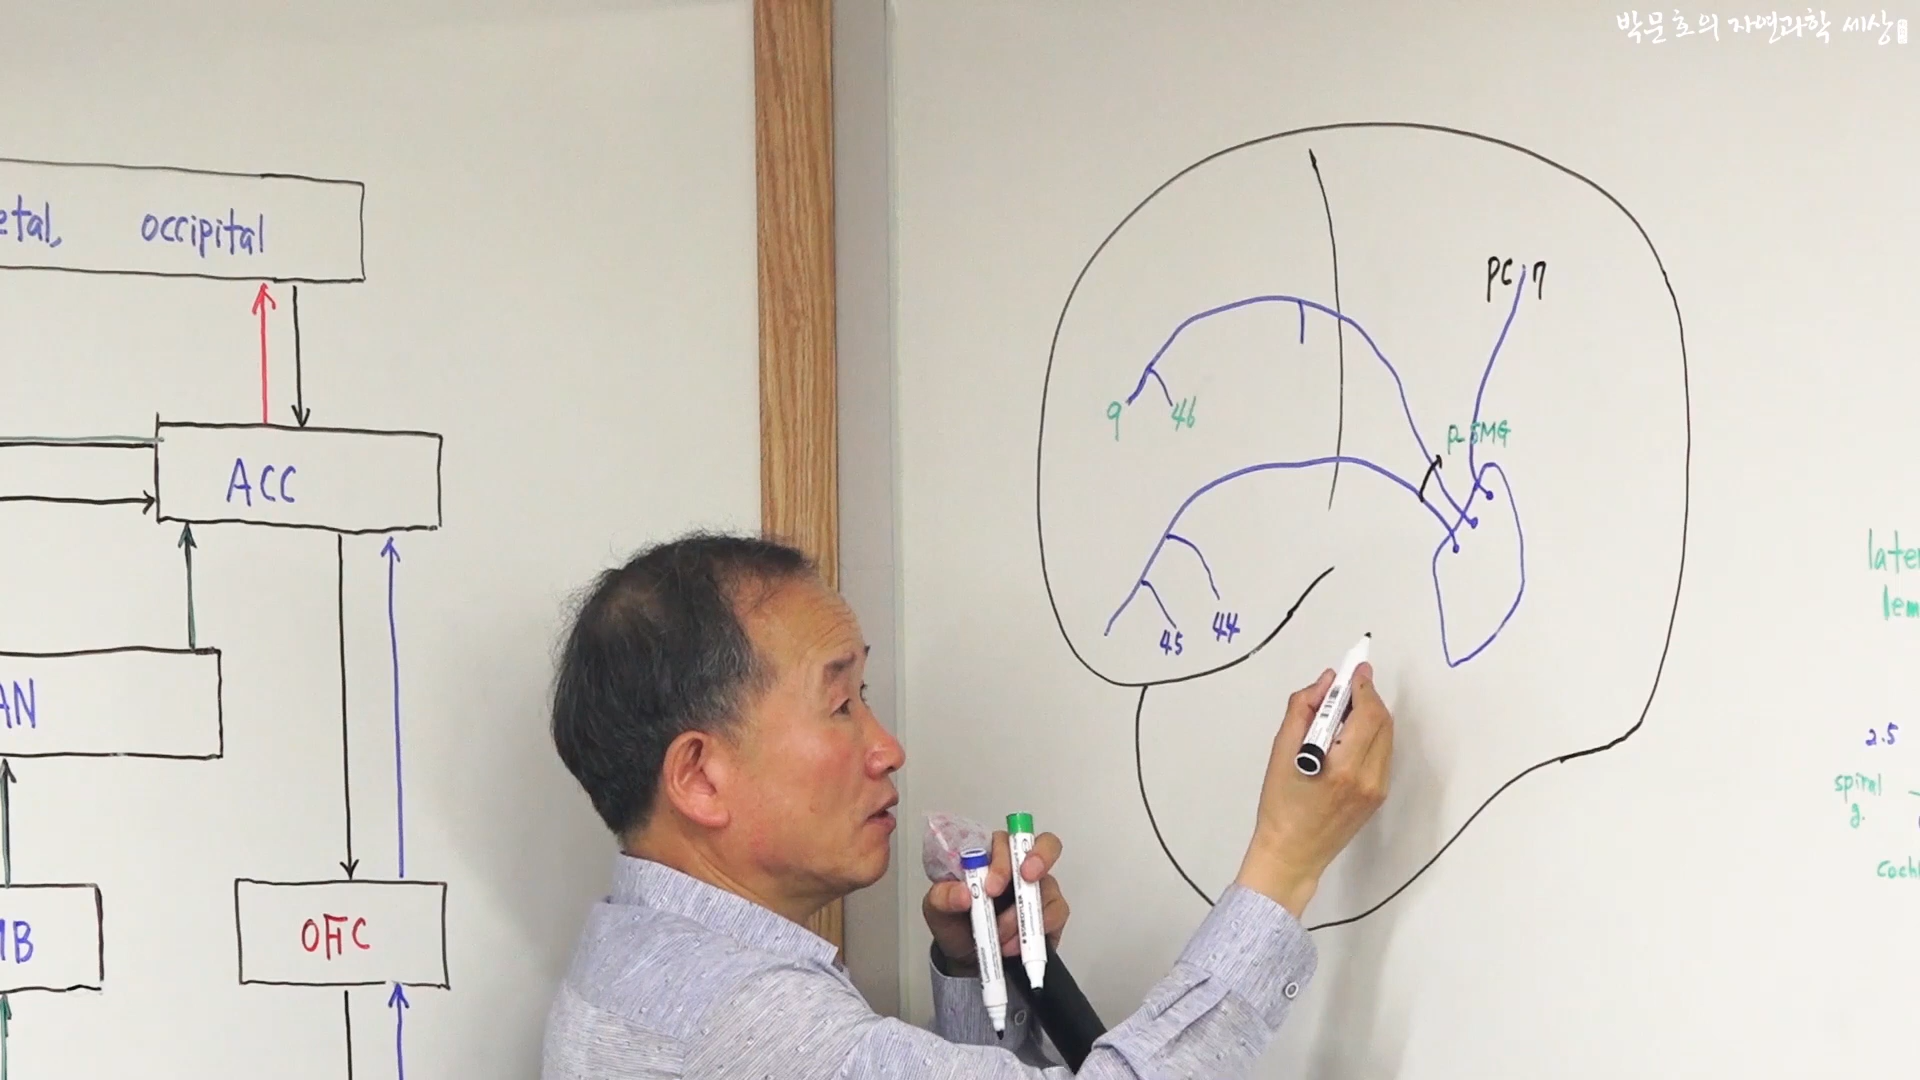 박문호의 자연과학 세상
etal, occipital
ACC
AN
OFC
PC 7
9 46
P-SMG
45 44
late
lem
2.5
spiral
g.
coch